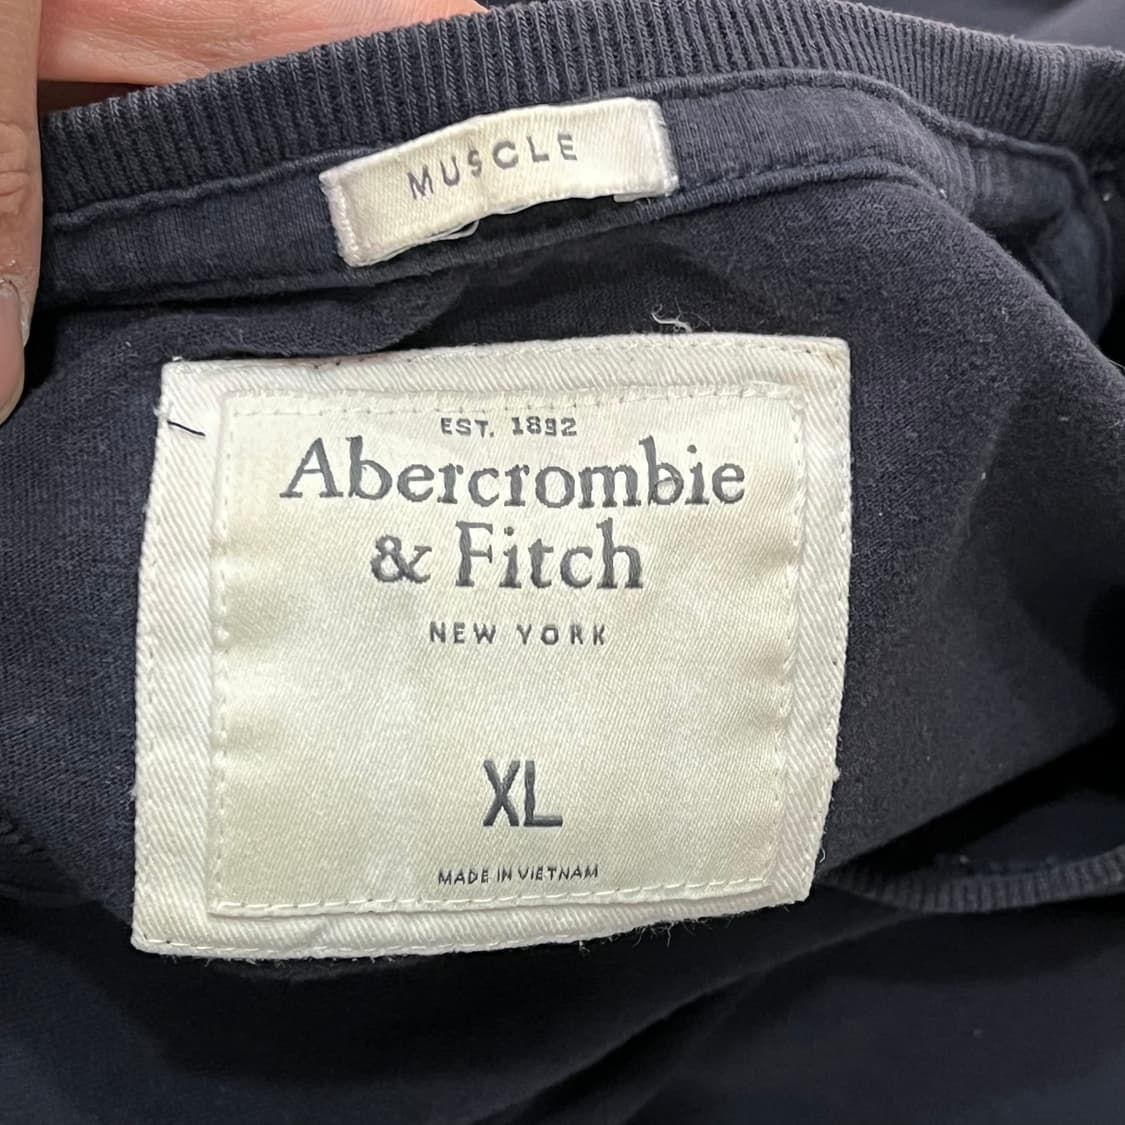 MUSCLE
EST. 1892
Abercrombie
& Fitch
NEW YORK
XL
MADE IN VIETNAM